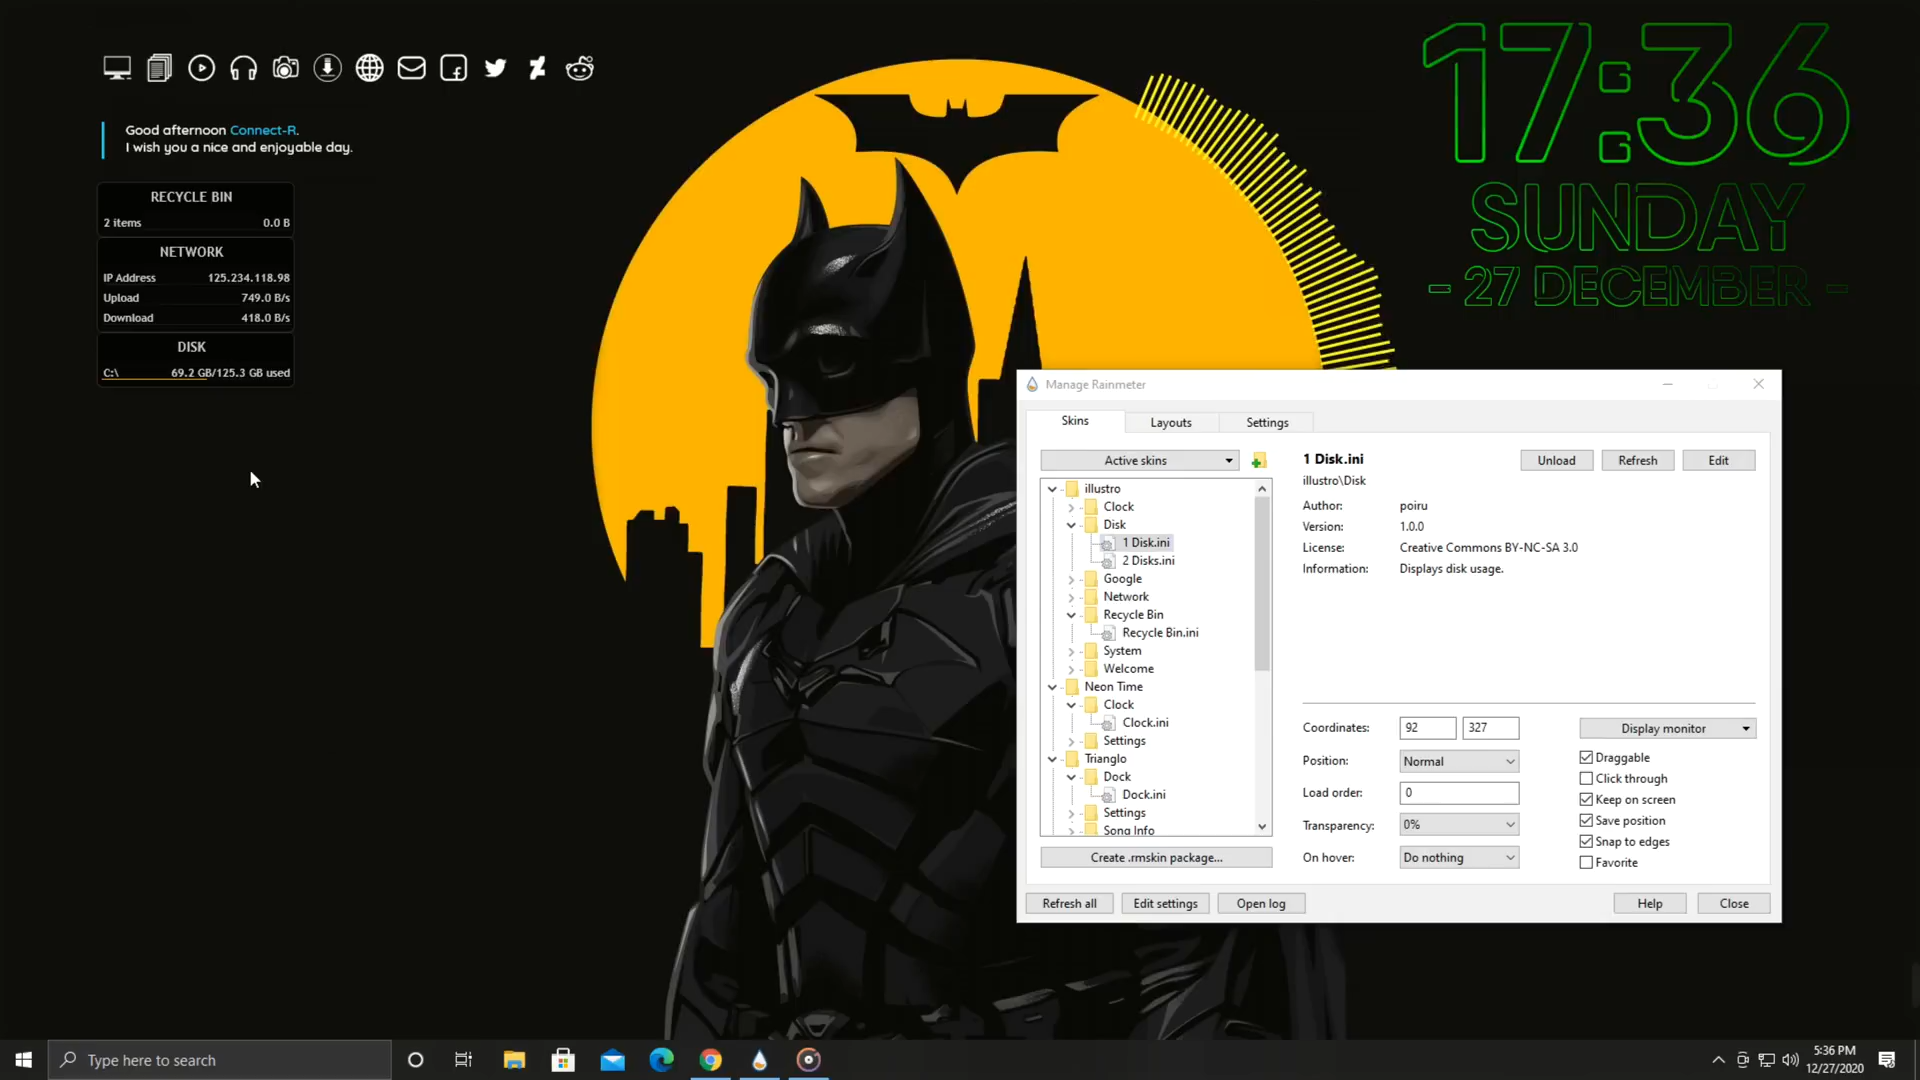 Good afternoon Connect-R.
I wish you a nice and enjoyable day.
RECYCLE BIN
2 items 0.0 B
NETWORK
IP Address 125.234.118.98
Upload 749.0 B/s
Download 418.0 B/s
DISK
C:\ 69.2 GB/125.3 GB used
17:36
SUNDAY
- 27 DECEMBER -
Manage Rainmeter
Skins Layouts Settings
Active skins
illustro
Clock
Disk
1 Disk.ini
2 Disks.ini
Google
Network
Recycle Bin
Recycle Bin.ini
System
Welcome
Neon Time
Clock
Clock.ini
Settings
Trianglo
Dock
Dock.ini
Settings
Song Info
Create .rmskin package...
1 Disk.ini Unload Refresh Edit
illustro\Disk
Author: poiru
Version: 1.0.0
License: Creative Commons BY-NC-SA 3.0
Information: Displays disk usage.
Coordinates: 92 327 Display monitor
Position: Normal
Load order: 0
Transparency: 0%
On hover: Do nothing
Draggable
Click through
Keep on screen
Save position
Snap to edges
Favorite
Refresh all Edit settings Open log Help Close
Type here to search
5:36 PM
12/27/2020